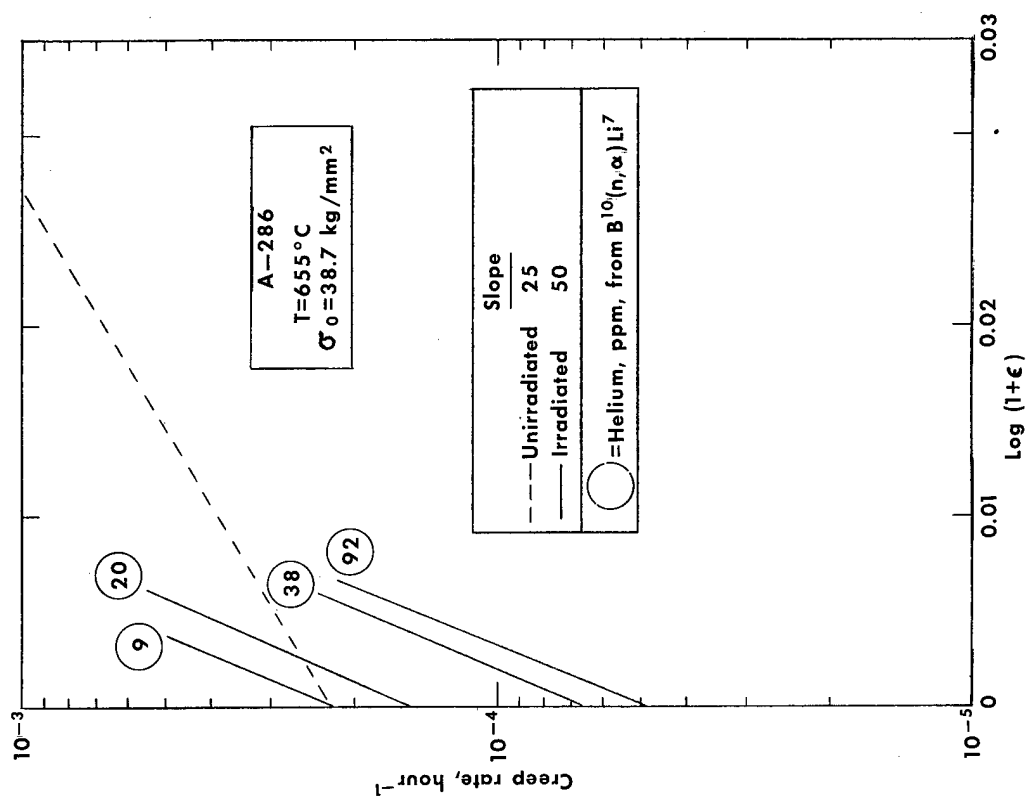 Creep rate, hour⁻¹
10⁻³
10⁻⁴
10⁻⁵
0
0.01
0.02
0.03
Log (1+ϵ)
A–286
T=655°C
σ₀=38.7 kg/mm²
9
20
38
92
Slope
Unirradiated 25
Irradiated 50
=Helium, ppm, from B¹⁰(n,α)Li⁷